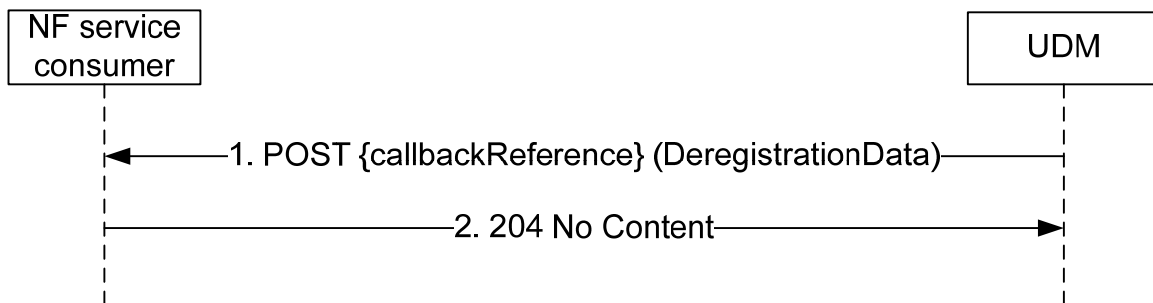 NF service
consumer
UDM
1. POST {callbackReference} (DeregistrationData)
2. 204 No Content